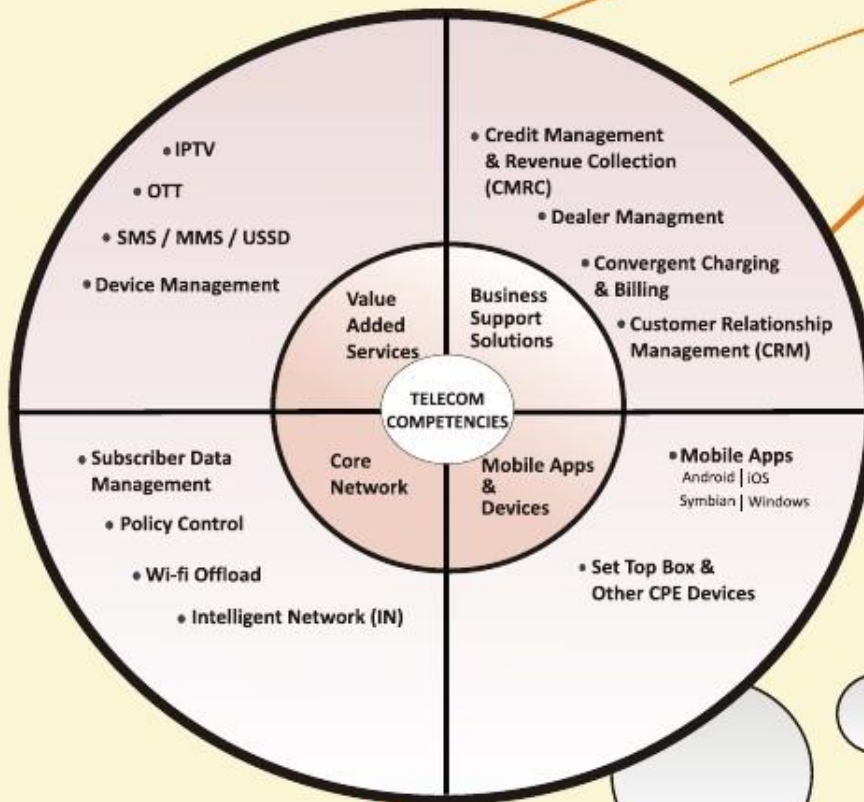 • IPTV
• OTT
• SMS / MMS / USSD
• Device Management
Value
Added
Services
• Credit Management
& Revenue Collection
(CMRC)
• Dealer Managment
• Convergent Charging
& Billing
• Customer Relationship
Management (CRM)
Business
Support
Solutions
TELECOM
COMPETENCIES
• Subscriber Data
Management
• Policy Control
• Wi-fi Offload
• Intelligent Network (IN)
Core
Network
Mobile Apps
&
Devices
• Mobile Apps
Android | iOS
Symbian | Windows
• Set Top Box &
Other CPE Devices